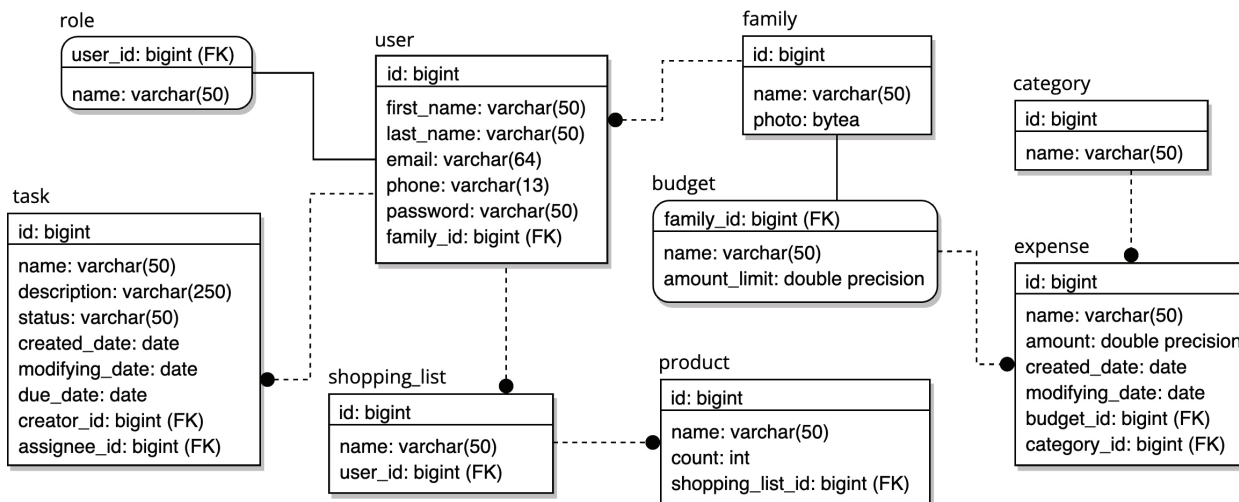 role
user_id: bigint (FK)
name: varchar(50)
user
id: bigint
first_name: varchar(50)
last_name: varchar(50)
email: varchar(64)
phone: varchar(13)
password: varchar(50)
family_id: bigint (FK)
family
id: bigint
name: varchar(50)
photo: bytea
category
id: bigint
name: varchar(50)
task
id: bigint
name: varchar(50)
description: varchar(250)
status: varchar(50)
created_date: date
modifying_date: date
due_date: date
creator_id: bigint (FK)
assignee_id: bigint (FK)
budget
family_id: bigint (FK)
name: varchar(50)
amount_limit: double precision
expense
id: bigint
name: varchar(50)
amount: double precision
created_date: date
modifying_date: date
budget_id: bigint (FK)
category_id: bigint (FK)
shopping_list
id: bigint
name: varchar(50)
user_id: bigint (FK)
product
id: bigint
name: varchar(50)
count: int
shopping_list_id: bigint (FK)